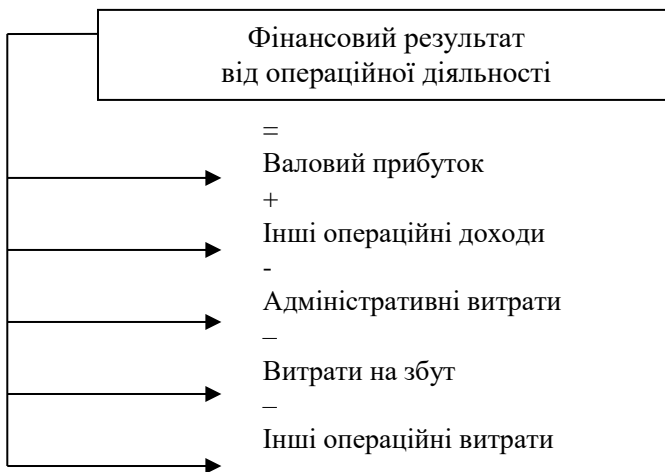 Фінансовий результат
від операційної діяльності
=
Валовий прибуток
+
Інші операційні доходи
-
Адміністративні витрати
–
Витрати на збут
–
Інші операційні витрати